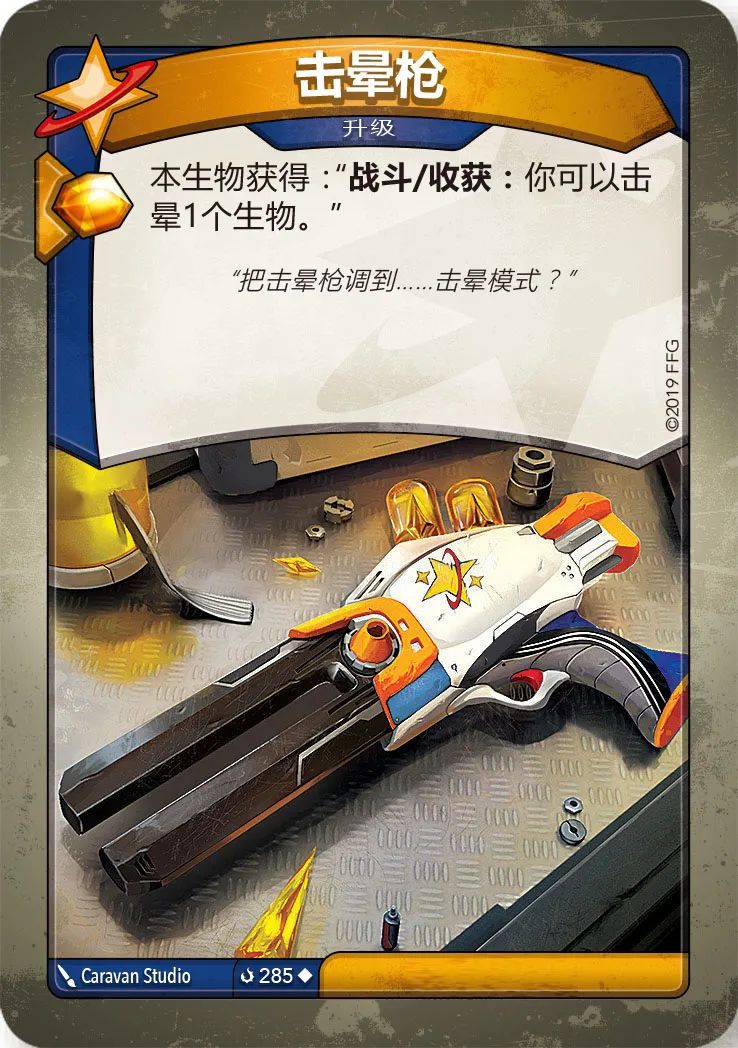 击晕枪
升级
本生物获得：“战斗/收获：你可以击
晕1个生物。”
“把击晕枪调到……击晕模式？”
©2019 FFG
Caravan Studio
285